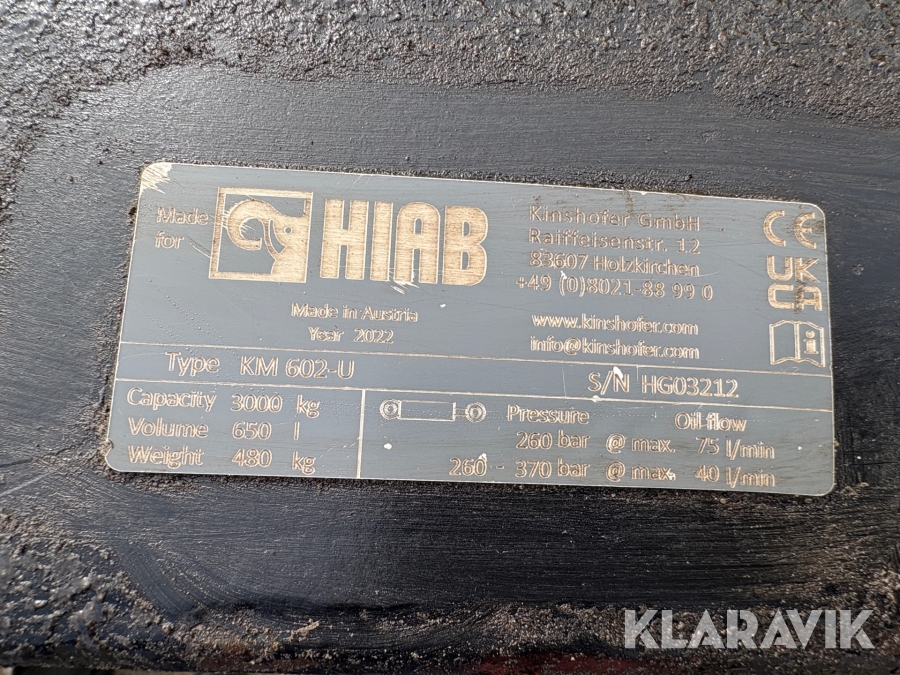 Made for
HIAB
Kinshofer GmbH
Raiffeisenstr. 12
83607 Holzkirchen
+49 (0)8021-88 99 0
CE
UK
CA
Made in Austria
Year 2022
www.kinshofer.com
info@kinshofer.com
Type KM 602-U
S/N HG03212
Capacity 3000 kg
Volume 650 l
Weight 480 kg
Pressure Oil flow
260 bar @ max. 75 l/min
260 - 370 bar @ max. 40 l/min
KLARAVIK